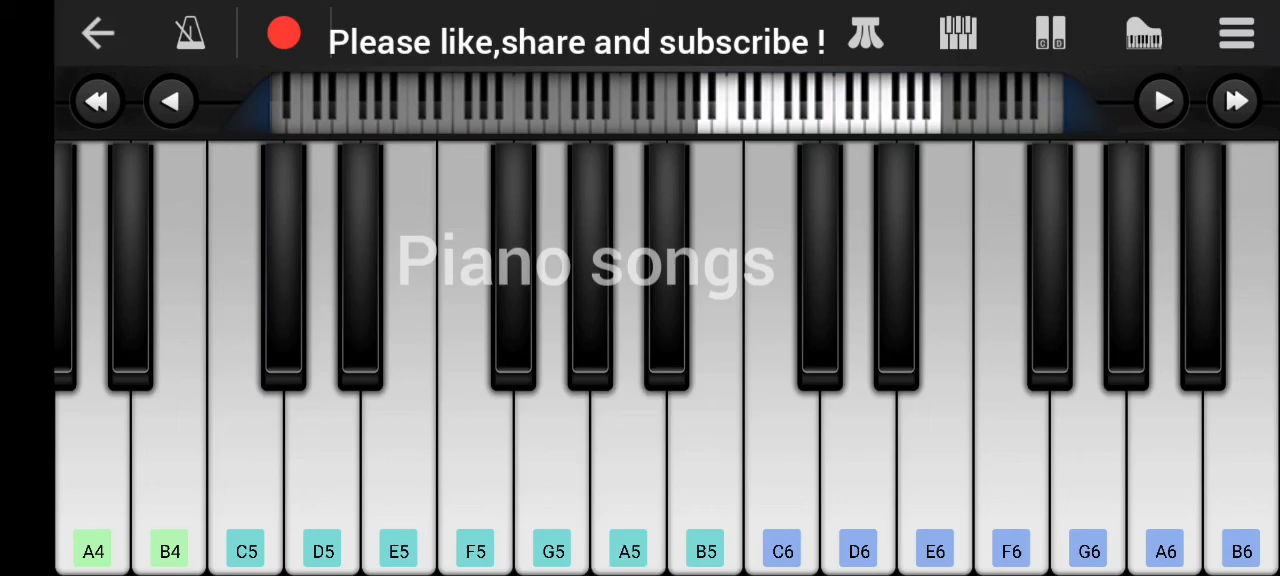 Please like,share and subscribe !
C D
Piano songs
A4 B4 C5 D5 E5 F5 G5 A5 B5 C6 D6 E6 F6 G6 A6 B6